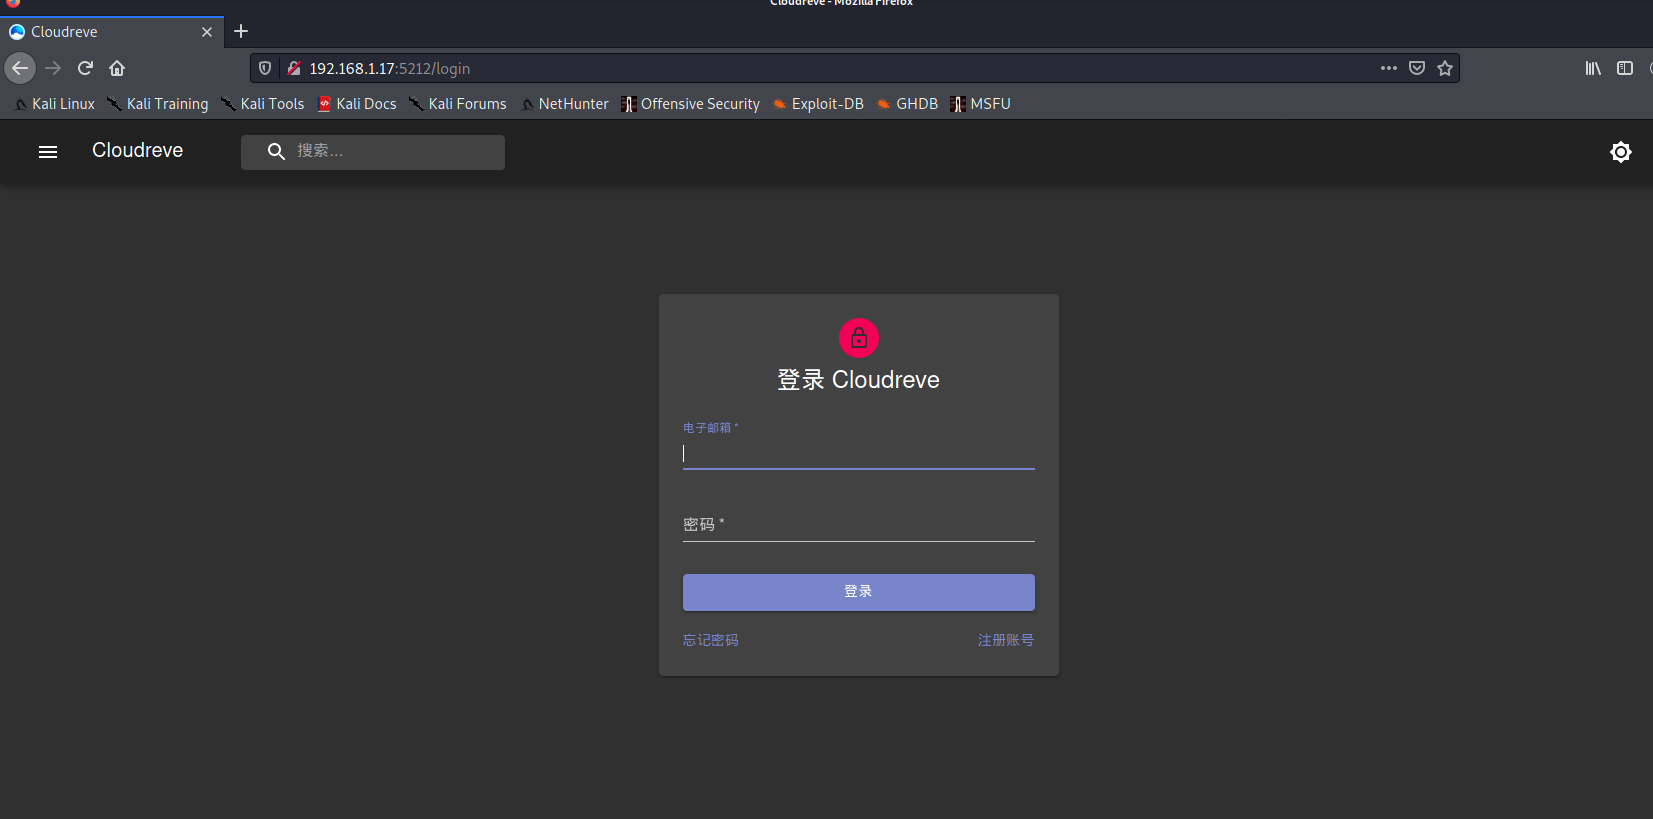 Cloudreve - Mozilla Firefox
Cloudreve
192.168.1.17:5212/login
Kali Linux Kali Training Kali Tools Kali Docs Kali Forums NetHunter Offensive Security Exploit-DB GHDB MSFU
Cloudreve 搜索...
登录 Cloudreve
电子邮箱 *
密码 *
登录
忘记密码 注册账号